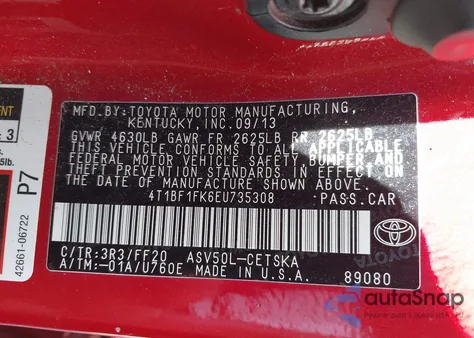 MFD.BY:TOYOTA MOTOR MANUFACTURING,
KENTUCKY,INC.09/13
GVWR 4630LB GAWR FR 2625LB RR 2625LB
THIS VEHICLE CONFORMS TO ALL APPLICABLE
FEDERAL MOTOR VEHICLE SAFETY, BUMPER, AND
THEFT PREVENTION STANDARDS IN EFFECT ON
THE DATE OF MANUFACTURE SHOWN ABOVE.
4T1BF1FK6EU735308 PASS.CAR
C/TR:3R3/FF20 ASV50L-CETSKA
A/TM:-01A/U760E MADE IN U.S.A.
89080
TOYOTA
3
5lb.
P7
42661-06722
autoSnap